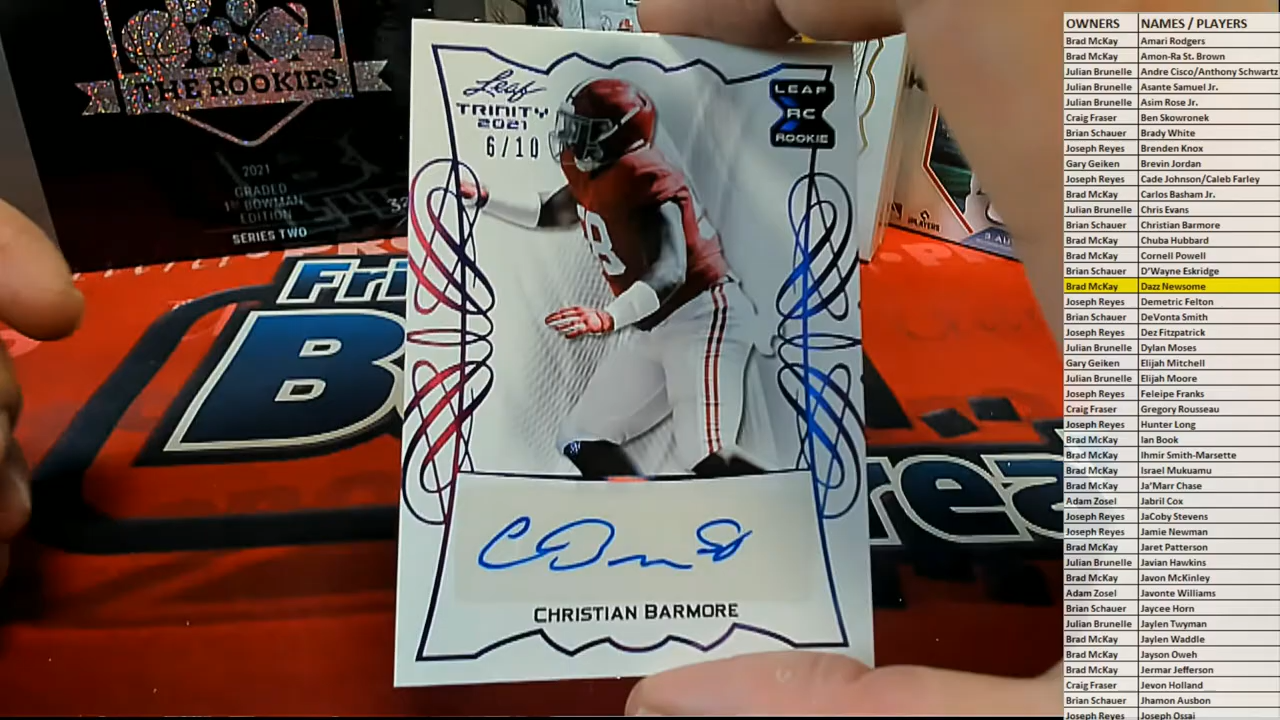 THE ROOKIES
2021
GRADED
1st BOWMAN
EDITION
SERIES TWO
Fri
B
rea
Leaf
TRINITY
2021
6/10
LEAF
RC
ROOKIE
58
CHRISTIAN BARMORE
OWNERS NAMES / PLAYERS
Brad McKay Amari Rodgers
Brad McKay Amon-Ra St. Brown
Julian Brunelle Andre Cisco/Anthony Schwartz
Julian Brunelle Asante Samuel Jr.
Julian Brunelle Asim Rose Jr.
Craig Fraser Ben Skowronek
Brian Schauer Brady White
Joseph Reyes Brenden Knox
Gary Geiken Brevin Jordan
Joseph Reyes Cade Johnson/Caleb Farley
Brad McKay Carlos Basham Jr.
Julian Brunelle Chris Evans
Brian Schauer Christian Barmore
Brad McKay Chuba Hubbard
Brad McKay Cornell Powell
Brian Schauer D'Wayne Eskridge
Brad McKay Dazz Newsome
Joseph Reyes Demetric Felton
Brian Schauer DeVonta Smith
Joseph Reyes Dez Fitzpatrick
Julian Brunelle Dylan Moses
Gary Geiken Elijah Mitchell
Julian Brunelle Elijah Moore
Joseph Reyes Feleipe Franks
Craig Fraser Gregory Rousseau
Joseph Reyes Hunter Long
Brad McKay Ian Book
Brad McKay Ihmir Smith-Marsette
Brad McKay Israel Mukuamu
Brad McKay Ja'Marr Chase
Adam Zosel Jabril Cox
Joseph Reyes JaCoby Stevens
Joseph Reyes Jamie Newman
Brad McKay Jaret Patterson
Julian Brunelle Javian Hawkins
Brad McKay Javon McKinley
Adam Zosel Javonte Williams
Brian Schauer Jaycee Horn
Julian Brunelle Jaylen Twyman
Brad McKay Jaylen Waddle
Brad McKay Jayson Oweh
Brad McKay Jermar Jefferson
Craig Fraser Jevon Holland
Brian Schauer Jhamon Ausbon
Joseph Reyes Joseph Ossai